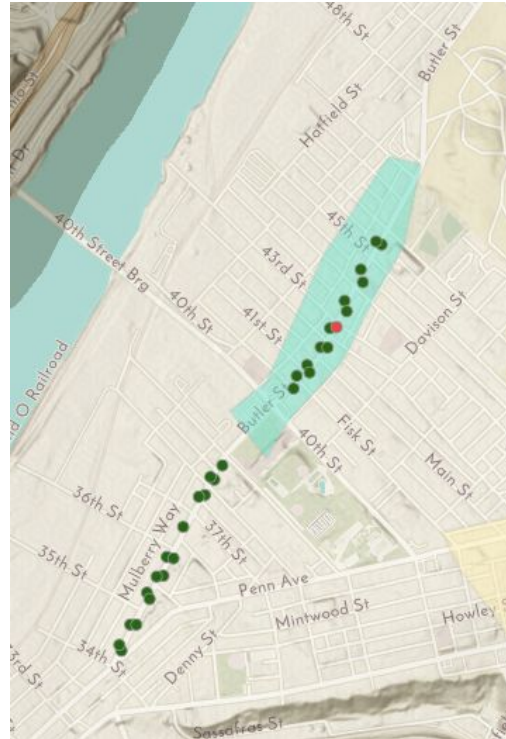 48th St
Butler St
Hatfield St
45th St
43rd St
40th Street Brg
40th St
41st St
Davison St
O Railroad
Butler St
Fisk St
40th St
Main St
36th St
Mulberry Way
37th St
35th St
Penn Ave
Mintwood St
Howley
34th St
Denny St
Sassafras St